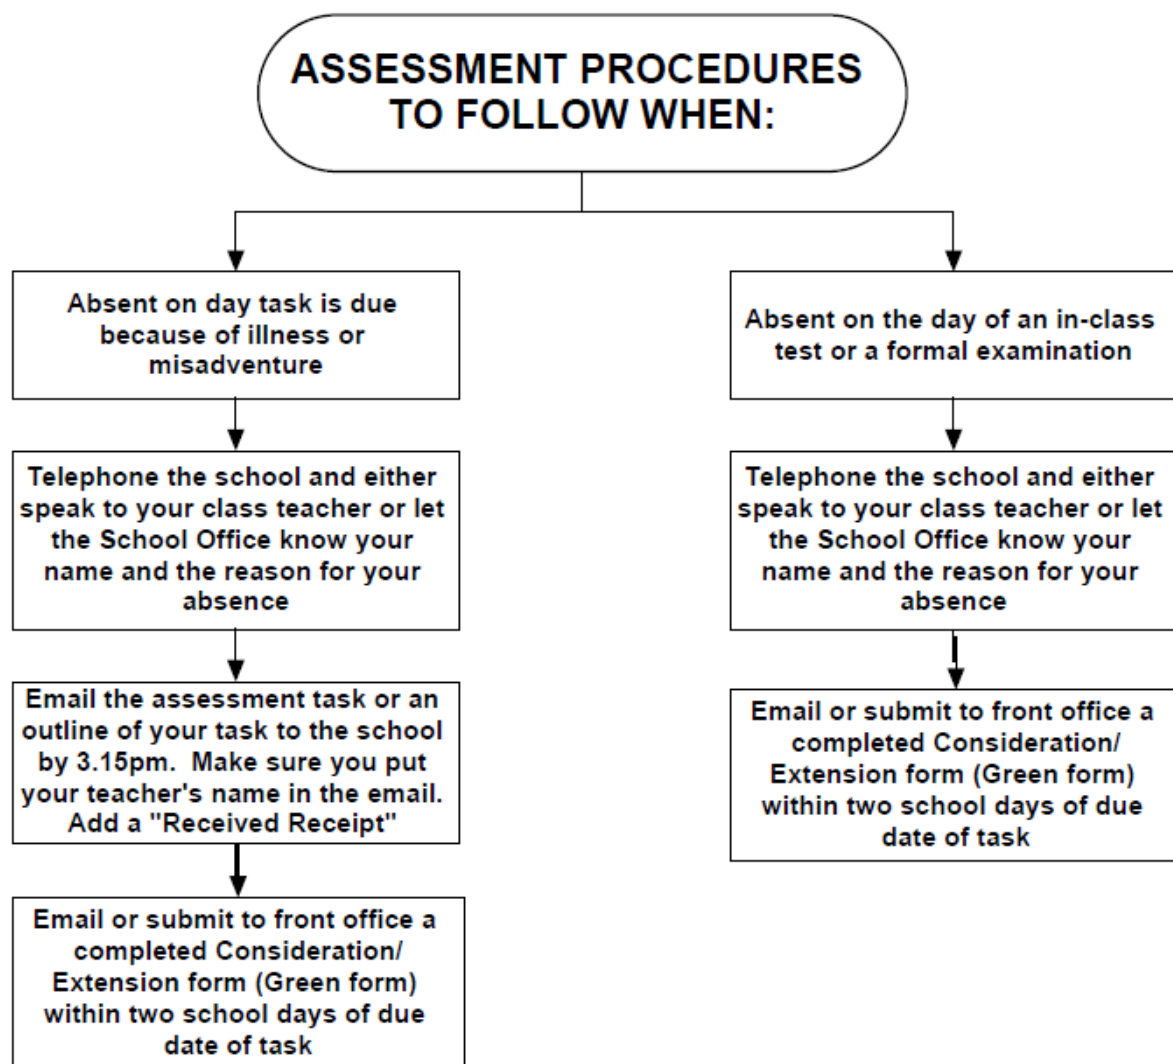 ASSESSMENT PROCEDURES
TO FOLLOW WHEN:
Absent on day task is due
because of illness or
misadventure
Telephone the school and either
speak to your class teacher or let
the School Office know your
name and the reason for your
absence
Email the assessment task or an
outline of your task to the school
by 3.15pm.  Make sure you put
your teacher's name in the email.
Add a "Received Receipt"
Email or submit to front office a
completed Consideration/
Extension form (Green form)
within two school days of due
date of task
Absent on the day of an in-class
test or a formal examination
Telephone the school and either
speak to your class teacher or let
the School Office know your
name and the reason for your
absence
Email or submit to front office a
completed Consideration/
Extension form (Green form)
within two school days of due
date of task